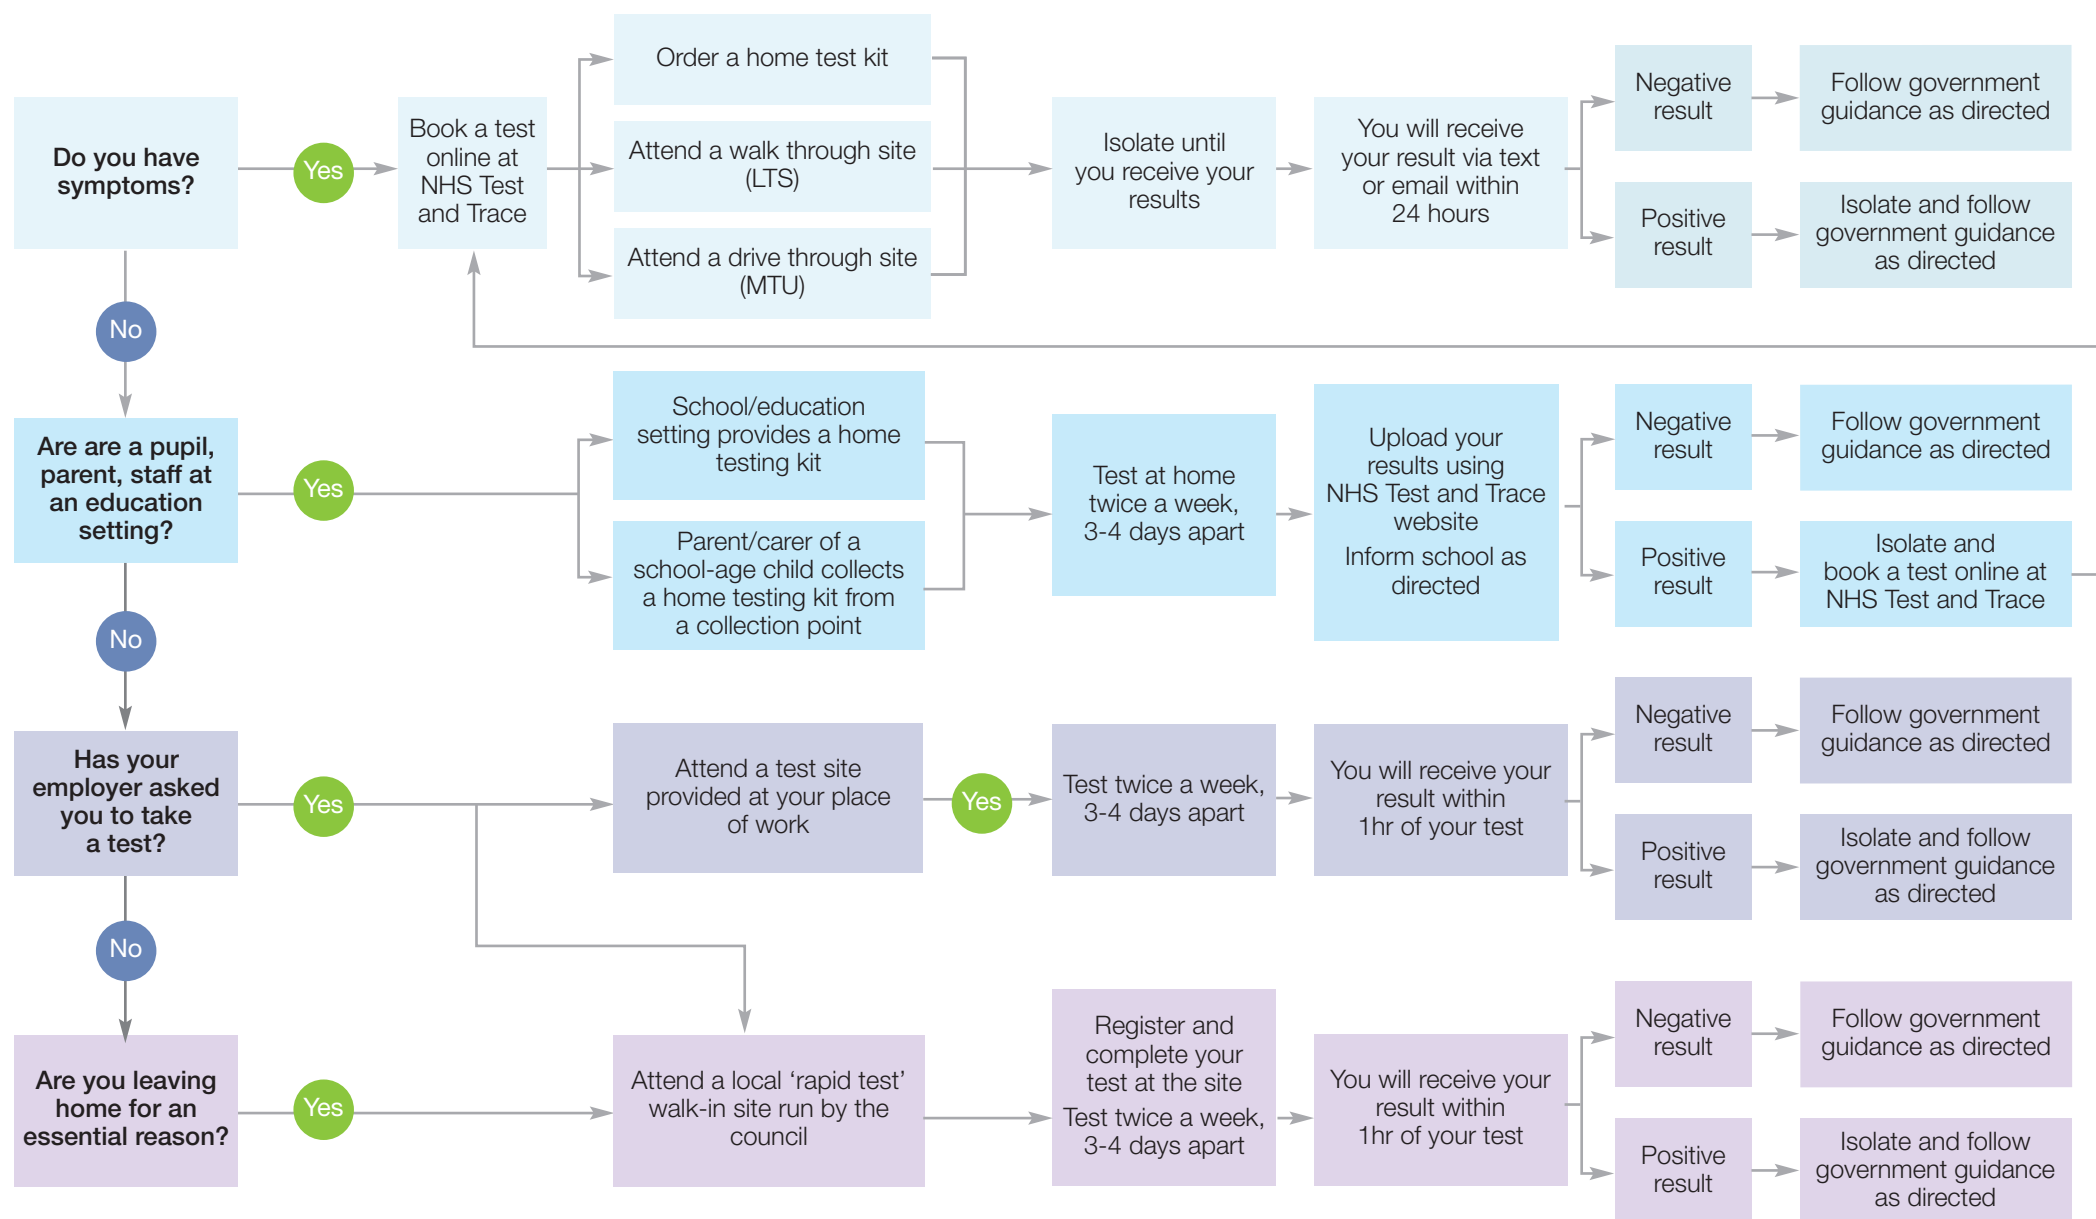 Do you have
symptoms?
Yes
Book a test
online at
NHS Test
and Trace
Order a home test kit
Attend a walk through site
(LTS)
Attend a drive through site
(MTU)
Isolate until
you receive your
results
You will receive
your result via text
or email within
24 hours
Negative
result
Follow government
guidance as directed
Positive
result
Isolate and follow
government guidance
as directed
No
Are are a pupil,
parent, staff at
an education
setting?
Yes
School/education
setting provides a home
testing kit
Parent/carer of a
school-age child collects
a home testing kit from
a collection point
Test at home
twice a week,
3-4 days apart
Upload your
results using
NHS Test and Trace
website
Inform school as
directed
Negative
result
Follow government
guidance as directed
Positive
result
Isolate and
book a test online at
NHS Test and Trace
No
Has your
employer asked
you to take
a test?
Yes
Attend a test site
provided at your place
of work
Yes
Test twice a week,
3-4 days apart
You will receive your
result within
1hr of your test
Negative
result
Follow government
guidance as directed
Positive
result
Isolate and follow
government guidance
as directed
No
Are you leaving
home for an
essential reason?
Yes
Attend a local ‘rapid test’
walk-in site run by the
council
Register and
complete your
test at the site
Test twice a week,
3-4 days apart
You will receive your
result within
1hr of your test
Negative
result
Follow government
guidance as directed
Positive
result
Isolate and follow
government guidance
as directed